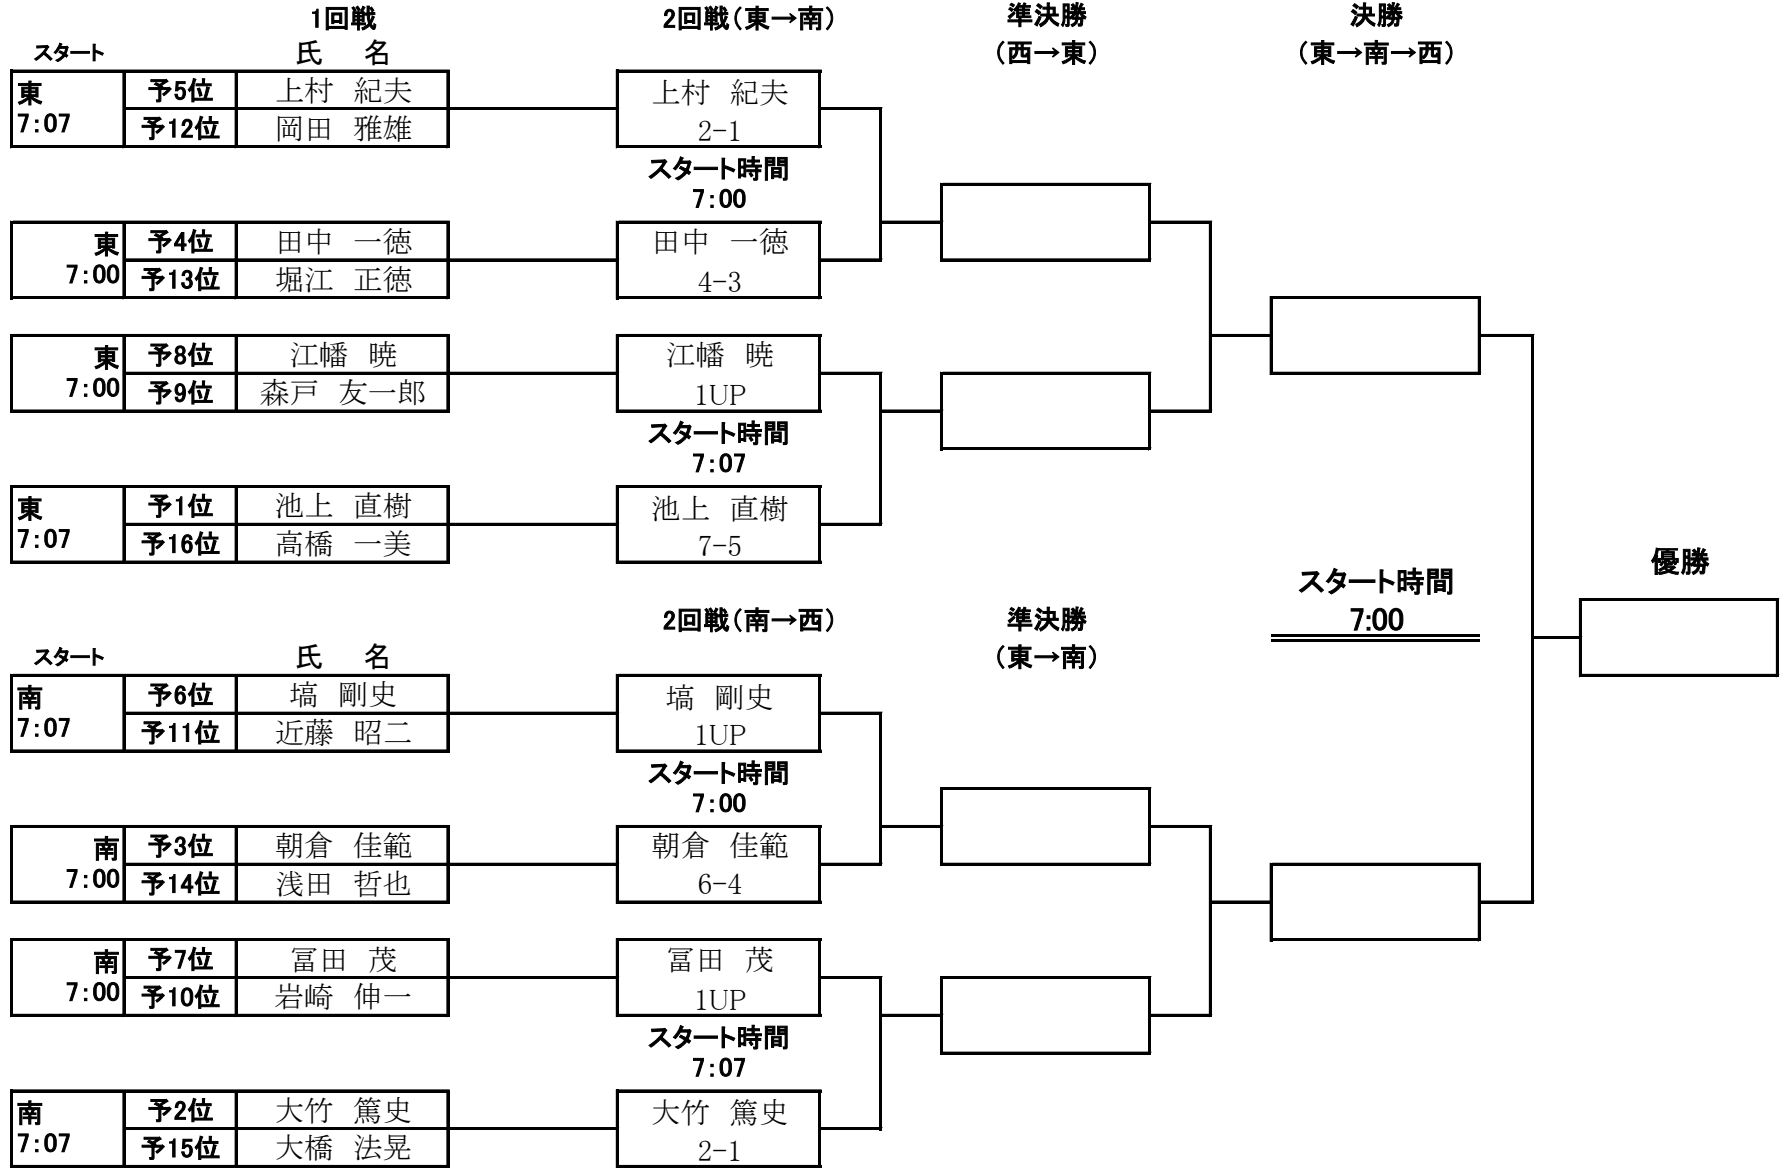 1回戦 2回戦(東→南) 準決勝 決勝
スタート 氏 名 (西→東) (東→南→西)
東 予5位 上村 紀夫 上村 紀夫
7:07 予12位 岡田 雅雄 2-1
スタート時間
7:00
東 予4位 田中 一徳 田中 一徳
7:00 予13位 堀江 正徳 4-3
東 予8位 江幡 暁 江幡 暁
7:00 予9位 森戸 友一郎 1UP
スタート時間
7:07
東 予1位 池上 直樹 池上 直樹
7:07 予16位 高橋 一美 7-5
優勝
スタート時間
7:00
2回戦(南→西) 準決勝
スタート 氏 名 (東→南)
南 予6位 塙 剛史 塙 剛史
7:07 予11位 近藤 昭二 1UP
スタート時間
7:00
南 予3位 朝倉 佳範 朝倉 佳範
7:00 予14位 浅田 哲也 6-4
南 予7位 冨田 茂 冨田 茂
7:00 予10位 岩崎 伸一 1UP
スタート時間
7:07
南 予2位 大竹 篤史 大竹 篤史
7:07 予15位 大橋 法晃 2-1